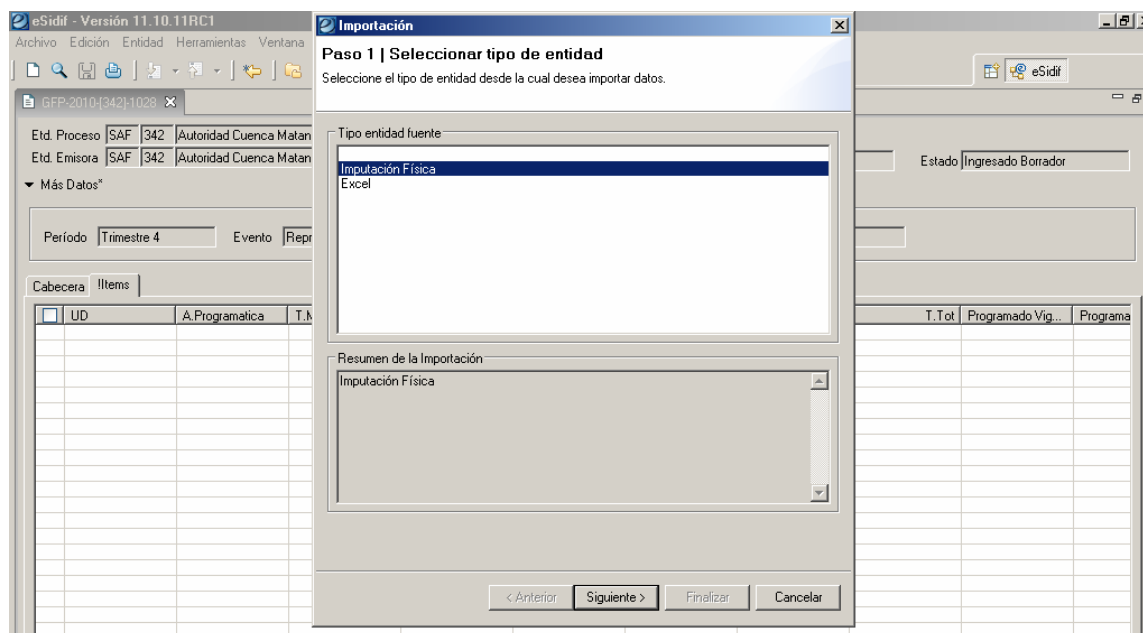 eSidif - Versión 11.10.11RC1
Archivo Edición Entidad Herramientas Ventana
eSidif
GFP-2010-[342]-1028
Etd. Proceso SAF 342 Autoridad Cuenca Matan
Etd. Emisora SAF 342 Autoridad Cuenca Matan
Estado Ingresado Borrador
Más Datos*
Período Trimestre 4 Evento Repr
Cabecera !Items
UD A.Programatica T.M T.Tot Programado Vig... Programa
Importación
Paso 1 | Seleccionar tipo de entidad
Seleccione el tipo de entidad desde la cual desea importar datos.
Tipo entidad fuente
Imputación Física
Excel
Resumen de la Importación
Imputación Física
< Anterior Siguiente > Finalizar Cancelar